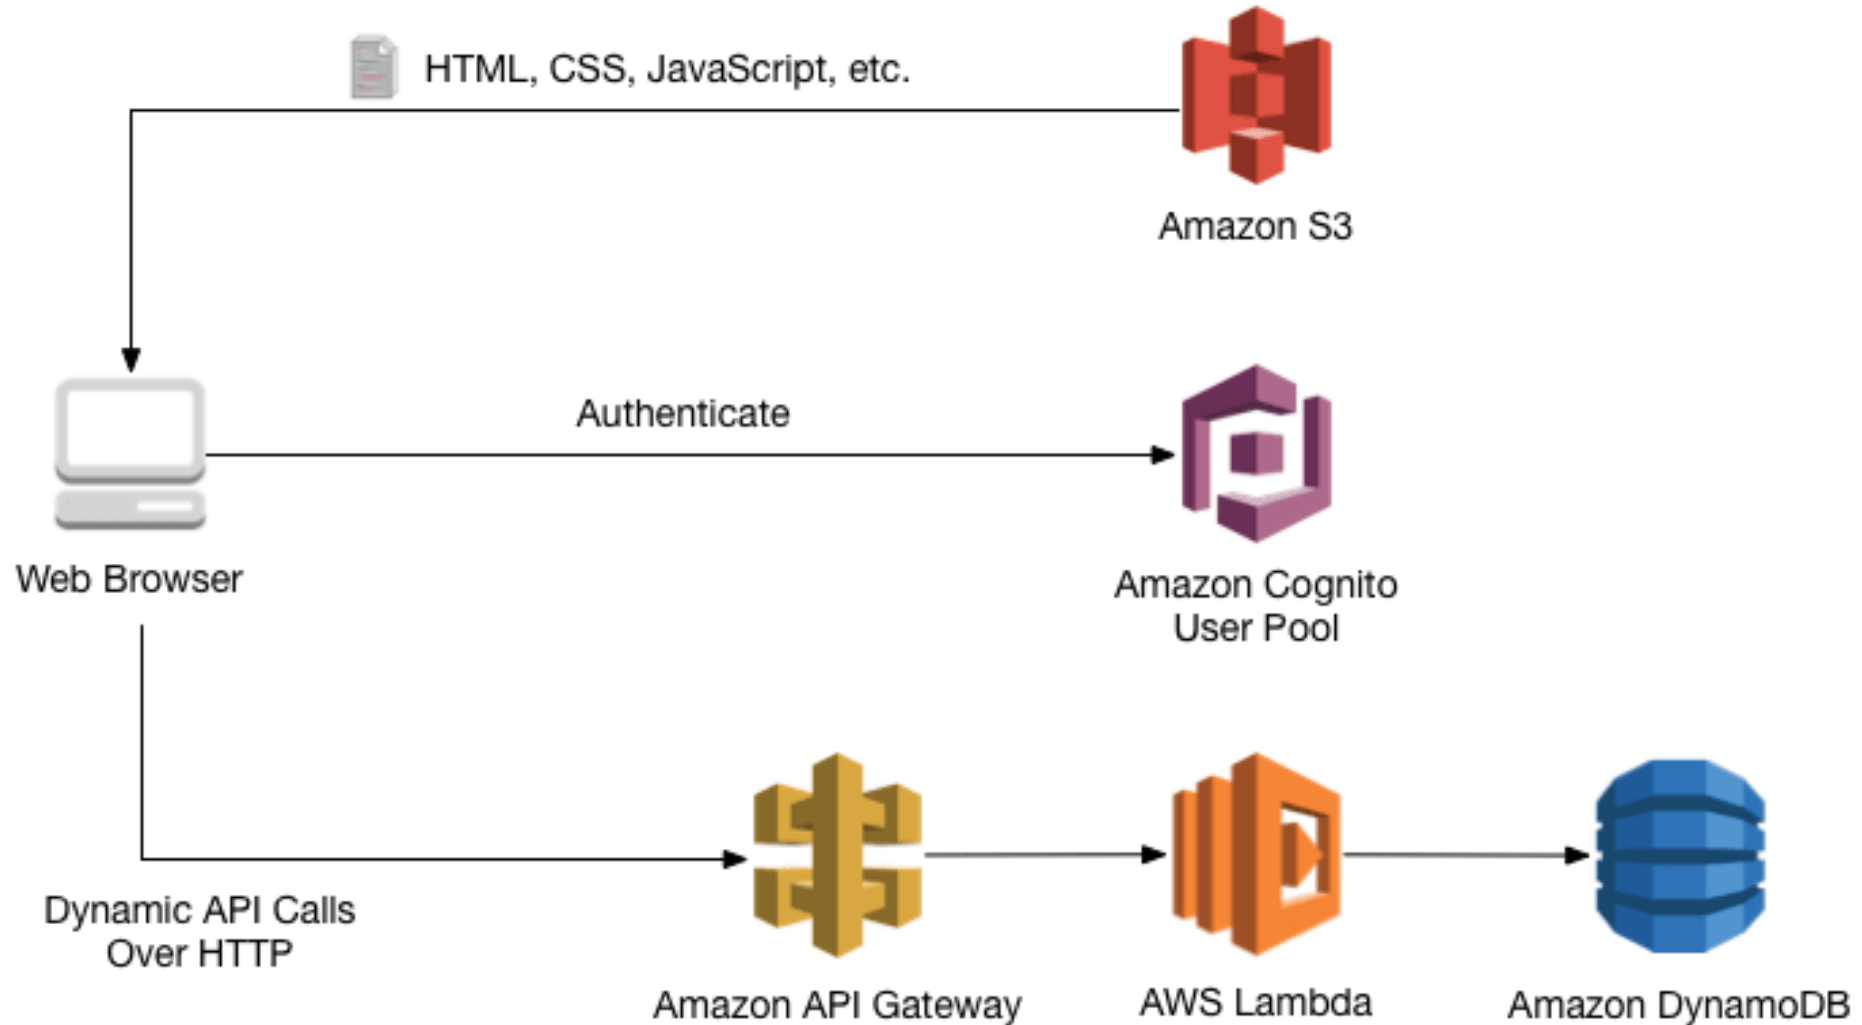 HTML, CSS, JavaScript, etc.
Amazon S3
Authenticate
Web Browser
Amazon Cognito
User Pool
Dynamic API Calls
Over HTTP
Amazon API Gateway
AWS Lambda
Amazon DynamoDB